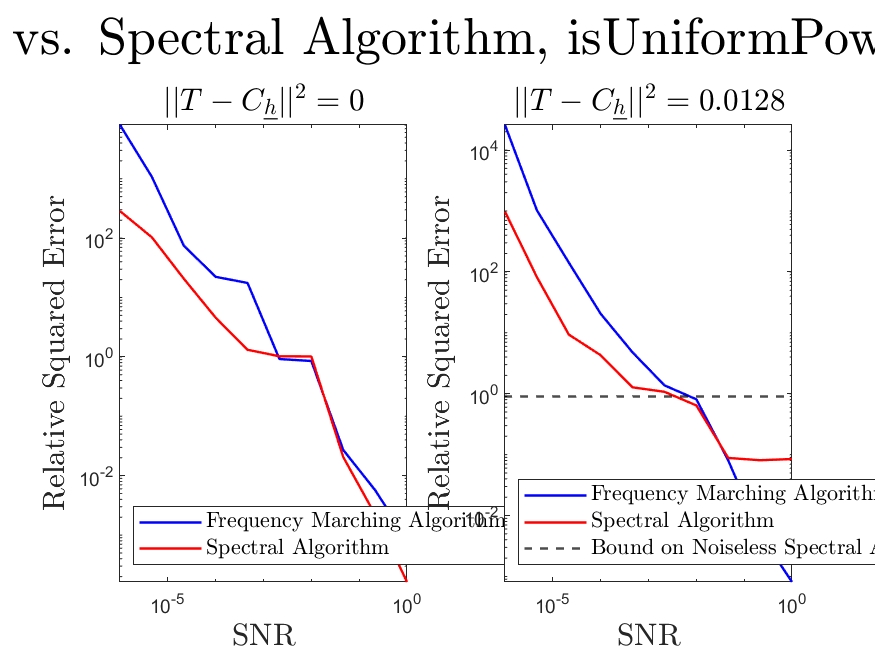 vs. Spectral Algorithm, isUniformPow
||T − C_h||² = 0
||T − C_h||² = 0.0128
Relative Squared Error
10²
10⁰
10⁻²
Frequency Marching Algorithm
Spectral Algorithm
10⁻⁵
10⁰
SNR
Relative Squared Error
10⁴
10²
10⁰
10⁻²
Frequency Marching Algorithm
Spectral Algorithm
Bound on Noiseless Spectral A
10⁻⁵
10⁰
SNR